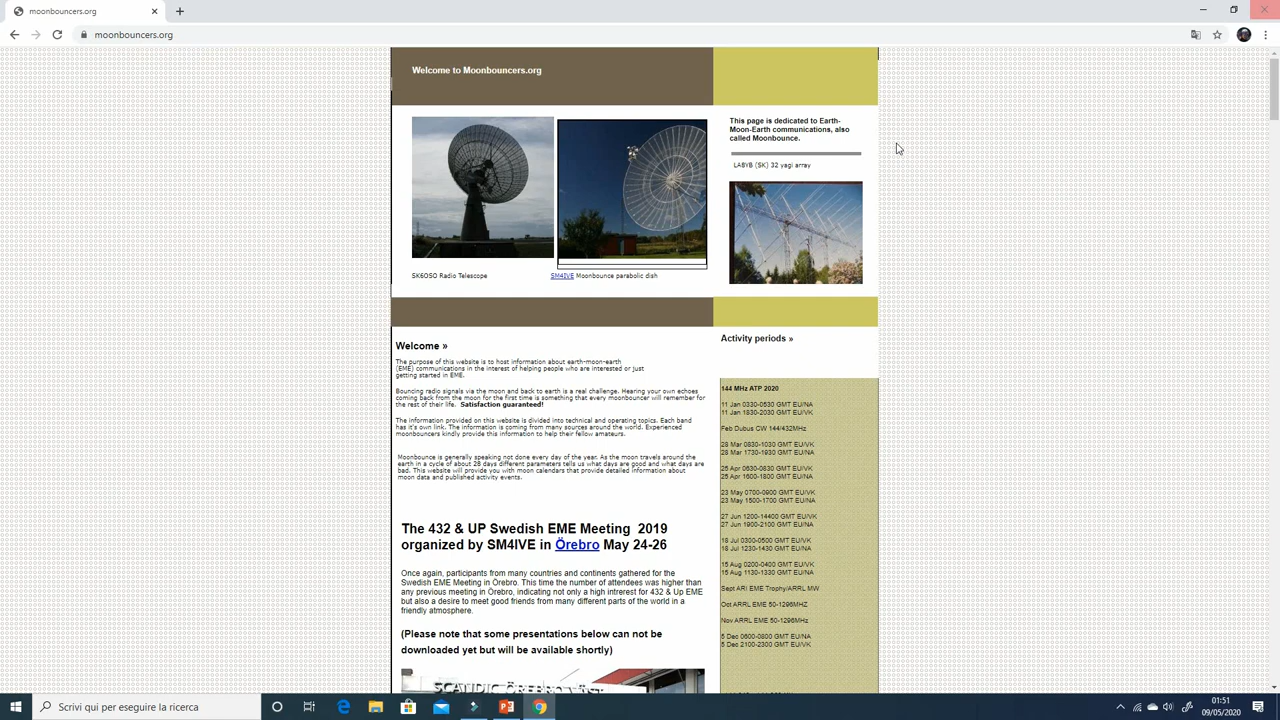 moonbouncers.org
moonbouncers.org
Welcome to Moonbouncers.org
This page is dedicated to Earth-
Moon-Earth communications, also
called Moonbounce.
LA8YB (SK) 32 yagi array
SK6OSO Radio Telescope
SM4IVE Moonbounce parabolic dish
Welcome »
The purpose of this website is to host information about earth-moon-earth
(EME) communications in the interest of helping people who are interested or just
getting started in EME.
Bouncing radio signals via the moon and back to earth is a real challenge. Hearing your own echoes
coming back from the moon for the first time is something that every moonbouncer will remember for
the rest of their life. Satisfaction guaranteed!
The information provided on this website is divided into technical and operating topics. Each band
has it's own link. The information is coming from many sources around the world. Experienced
moonbouncers kindly provide this information to help their fellow amateurs.
Moonbounce is generally speaking not done every day of the year. As the moon travels around the
earth in a cycle of about 28 days different parameters tells us what days are good and what days are
bad. This website will provide you with moon calendars that provide detailed information about
moon data and published activity events.
The 432 & UP Swedish EME Meeting 2019
organized by SM4IVE in Örebro May 24-26
Once again, participants from many countries and continents gathered for the
Swedish EME Meeting in Örebro. This time the number of attendees was higher than
any previous meeting in Örebro, indicating not only a high interest for 432 & Up EME
but also a desire to meet good friends from many different parts of the world in a
friendly atmosphere.
(Please note that some presentations below can not be
downloaded yet but will be available shortly)
SCANDIC ÖREBRO
Activity periods »
144 MHz ATP 2020
11 Jan 0330-0530 GMT EU/NA
11 Jan 1830-2030 GMT EU/VK
Feb Dubus CW 144/432MHz
28 Mar 0830-1030 GMT EU/VK
28 Mar 1730-1930 GMT EU/NA
25 Apr 0630-0830 GMT EU/VK
25 Apr 1600-1800 GMT EU/NA
23 May 0700-0900 GMT EU/VK
23 May 1500-1700 GMT EU/NA
27 Jun 1200-14400 GMT EU/VK
27 Jun 1900-2100 GMT EU/NA
18 Jul 0300-0500 GMT EU/VK
18 Jul 1230-1430 GMT EU/NA
15 Aug 0200-0400 GMT EU/VK
15 Aug 1130-1330 GMT EU/NA
Sept ARI EME Trophy/ARRL MW
Oct ARRL EME 50-1296MHZ
Nov ARRL EME 50-1296MHz
5 Dec 0600-0800 GMT EU/NA
5 Dec 2100-2300 GMT EU/VK
Scrivi qui per eseguire la ricerca
01:51
09/05/2020